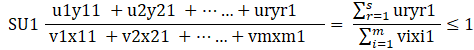 SU1 (u1y11 + u2y21 + ⋯ … + uryr1) / (v1x11 + v2x21 + ⋯ … + vmxm1) = (∑_{r=1}^{s} uryr1) / (∑_{i=1}^{m} vixi1) ≤ 1